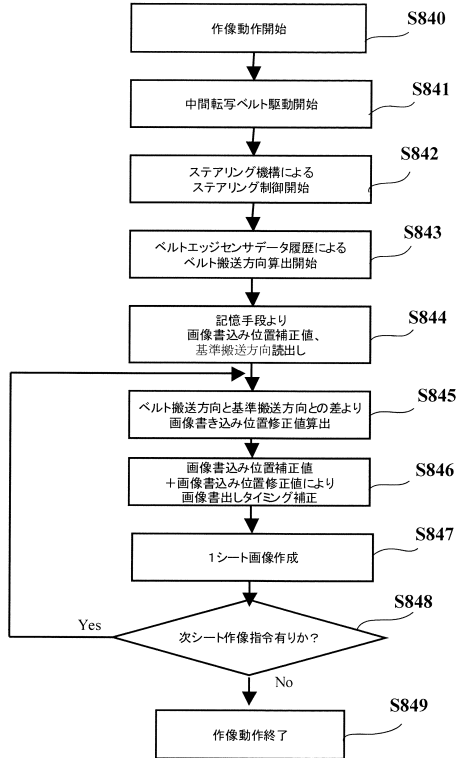 作像動作開始
S840
中間転写ベルト駆動開始
S841
ステアリング機構による
ステアリング制御開始
S842
ベルトエッジセンサデータ履歴による
ベルト搬送方向算出開始
S843
記憶手段より
画像書込み位置補正値、
基準搬送方向読出し
S844
ベルト搬送方向と基準搬送方向との差より
画像書き込み位置修正値算出
S845
画像書込み位置補正値
＋画像書込み位置修正値により
画像書出しタイミング補正
S846
1シート画像作成
S847
次シート作像指令有りか？
S848
Yes
No
作像動作終了
S849